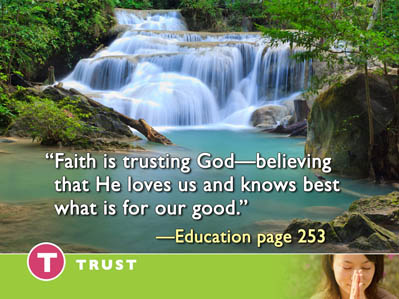 “Faith is trusting God—believing
that He loves us and knows best
what is for our good.”
—Education page 253
T TRUST